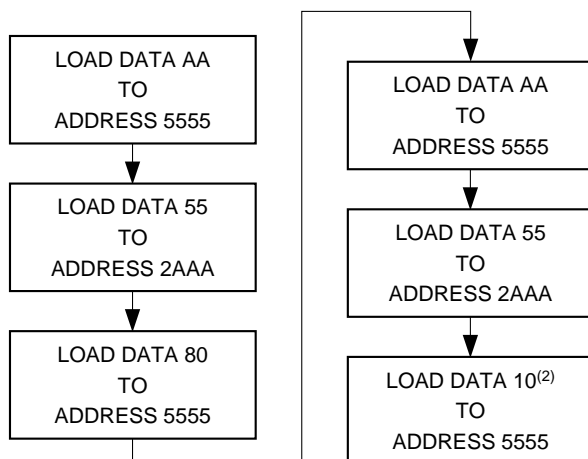 LOAD DATA AA
TO
ADDRESS 5555
LOAD DATA 55
TO
ADDRESS 2AAA
LOAD DATA 80
TO
ADDRESS 5555
LOAD DATA AA
TO
ADDRESS 5555
LOAD DATA 55
TO
ADDRESS 2AAA
LOAD DATA 10(2)
TO
ADDRESS 5555